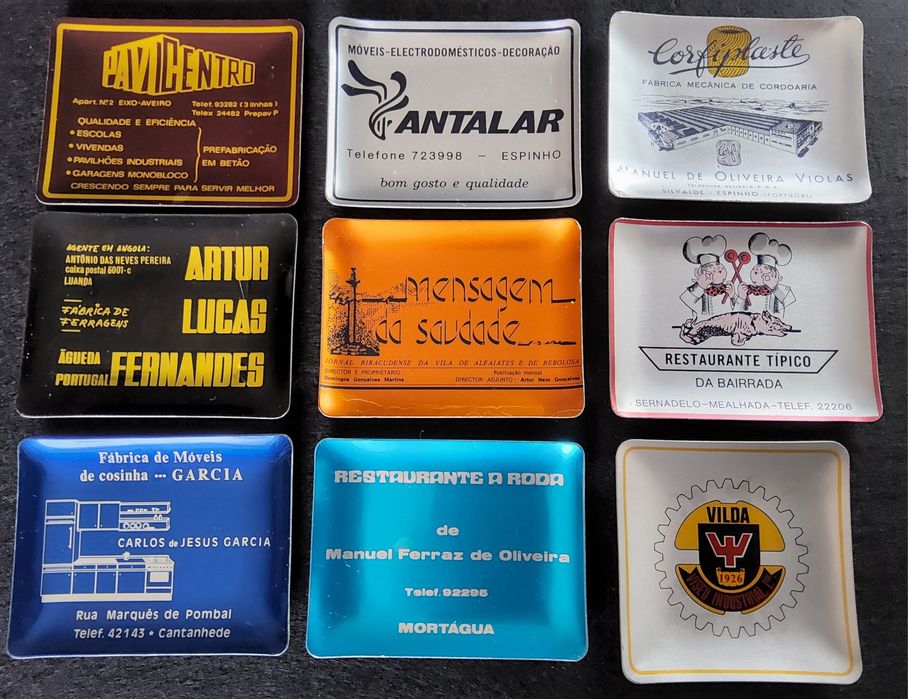 PAVICENTRO
Apart. Nº2 EIXO-AVEIRO
Telef. 93262 (3 linhas)
Telex 24482 Prepav P
QUALIDADE E EFICIÊNCIA
• ESCOLAS
• VIVENDAS
• PAVILHÕES INDUSTRIAIS
• GARAGENS MONOBLOCO
PREFABRICAÇÃO
EM BETÃO
CRESCENDO SEMPRE PARA SERVIR MELHOR
MÓVEIS-ELECTRODOMÉSTICOS-DECORAÇÃO
ANTALAR
Telefone 723998 - ESPINHO
bom gosto e qualidade
Corfiplaste
FÁBRICA MECÂNICA DE CORDOARIA
MANUEL DE OLIVEIRA VIOLAS
SILVALDE - ESPINHO (PORTUGAL)
AGENTE EM ANGOLA:
ANTÓNIO DAS NEVES PEREIRA
caixa postal 6001-c
LUANDA
FÁBRICA DE
FERRAGENS
ÁGUEDA
PORTUGAL
ARTUR
LUCAS
FERNANDES
mensagem
da saudade
JORNAL RIBACUDENSE DA VILA DE ALFAIATES E DE REBOLOSA
DIRECTOR E PROPRIETÁRIO:
Domingos Gonçalves Martins
Publicação mensal
DIRECTOR-ADJUNTO: Artur Neto Gonçalves
RESTAURANTE TÍPICO
DA BAIRRADA
SERNADELO-MEALHADA-TELEF. 22206
Fábrica de Móveis
de cosinha --- GARCIA
CARLOS de JESUS GARCIA
Rua Marquês de Pombal
Telef. 42143 * Cantanhede
RESTAURANTE A RODA
de
Manuel Ferraz de Oliveira
Telef. 92295
MORTÁGUA
VILDA
1926
VISEU INDUSTRIAL